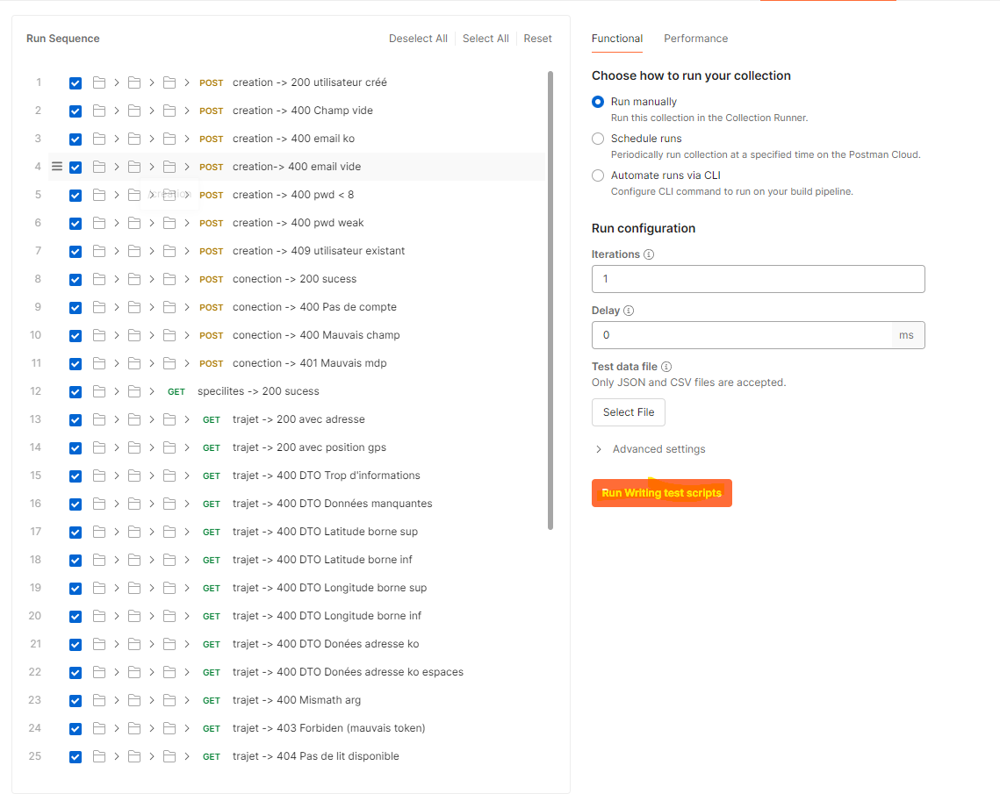 Run Sequence
Deselect All Select All Reset
1 POST creation -> 200 utilisateur créé
2 POST creation -> 400 Champ vide
3 POST creation -> 400 email ko
4 POST creation-> 400 email vide
5 POST creation -> 400 pwd < 8
/creation
6 POST creation -> 400 pwd weak
7 POST creation -> 409 utilisateur existant
8 POST conection -> 200 sucess
9 POST conection -> 400 Pas de compte
10 POST conection -> 400 Mauvais champ
11 POST conection -> 401 Mauvais mdp
12 GET specilites -> 200 sucess
13 GET trajet -> 200 avec adresse
14 GET trajet -> 200 avec position gps
15 GET trajet -> 400 DTO Trop d'informations
16 GET trajet -> 400 DTO Données manquantes
17 GET trajet -> 400 DTO Latitude borne sup
18 GET trajet -> 400 DTO Latitude borne inf
19 GET trajet -> 400 DTO Longitude borne sup
20 GET trajet -> 400 DTO Longitude borne inf
21 GET trajet -> 400 DTO Donées adresse ko
22 GET trajet -> 400 DTO Donées adresse ko espaces
23 GET trajet -> 400 Mismath arg
24 GET trajet -> 403 Forbiden (mauvais token)
25 GET trajet -> 404 Pas de lit disponible
Functional Performance
Choose how to run your collection
Run manually
Run this collection in the Collection Runner.
Schedule runs
Periodically run collection at a specified time on the Postman Cloud.
Automate runs via CLI
Configure CLI command to run on your build pipeline.
Run configuration
Iterations
1
Delay
0 ms
Test data file
Only JSON and CSV files are accepted.
Select File
Advanced settings
Run Writing test scripts